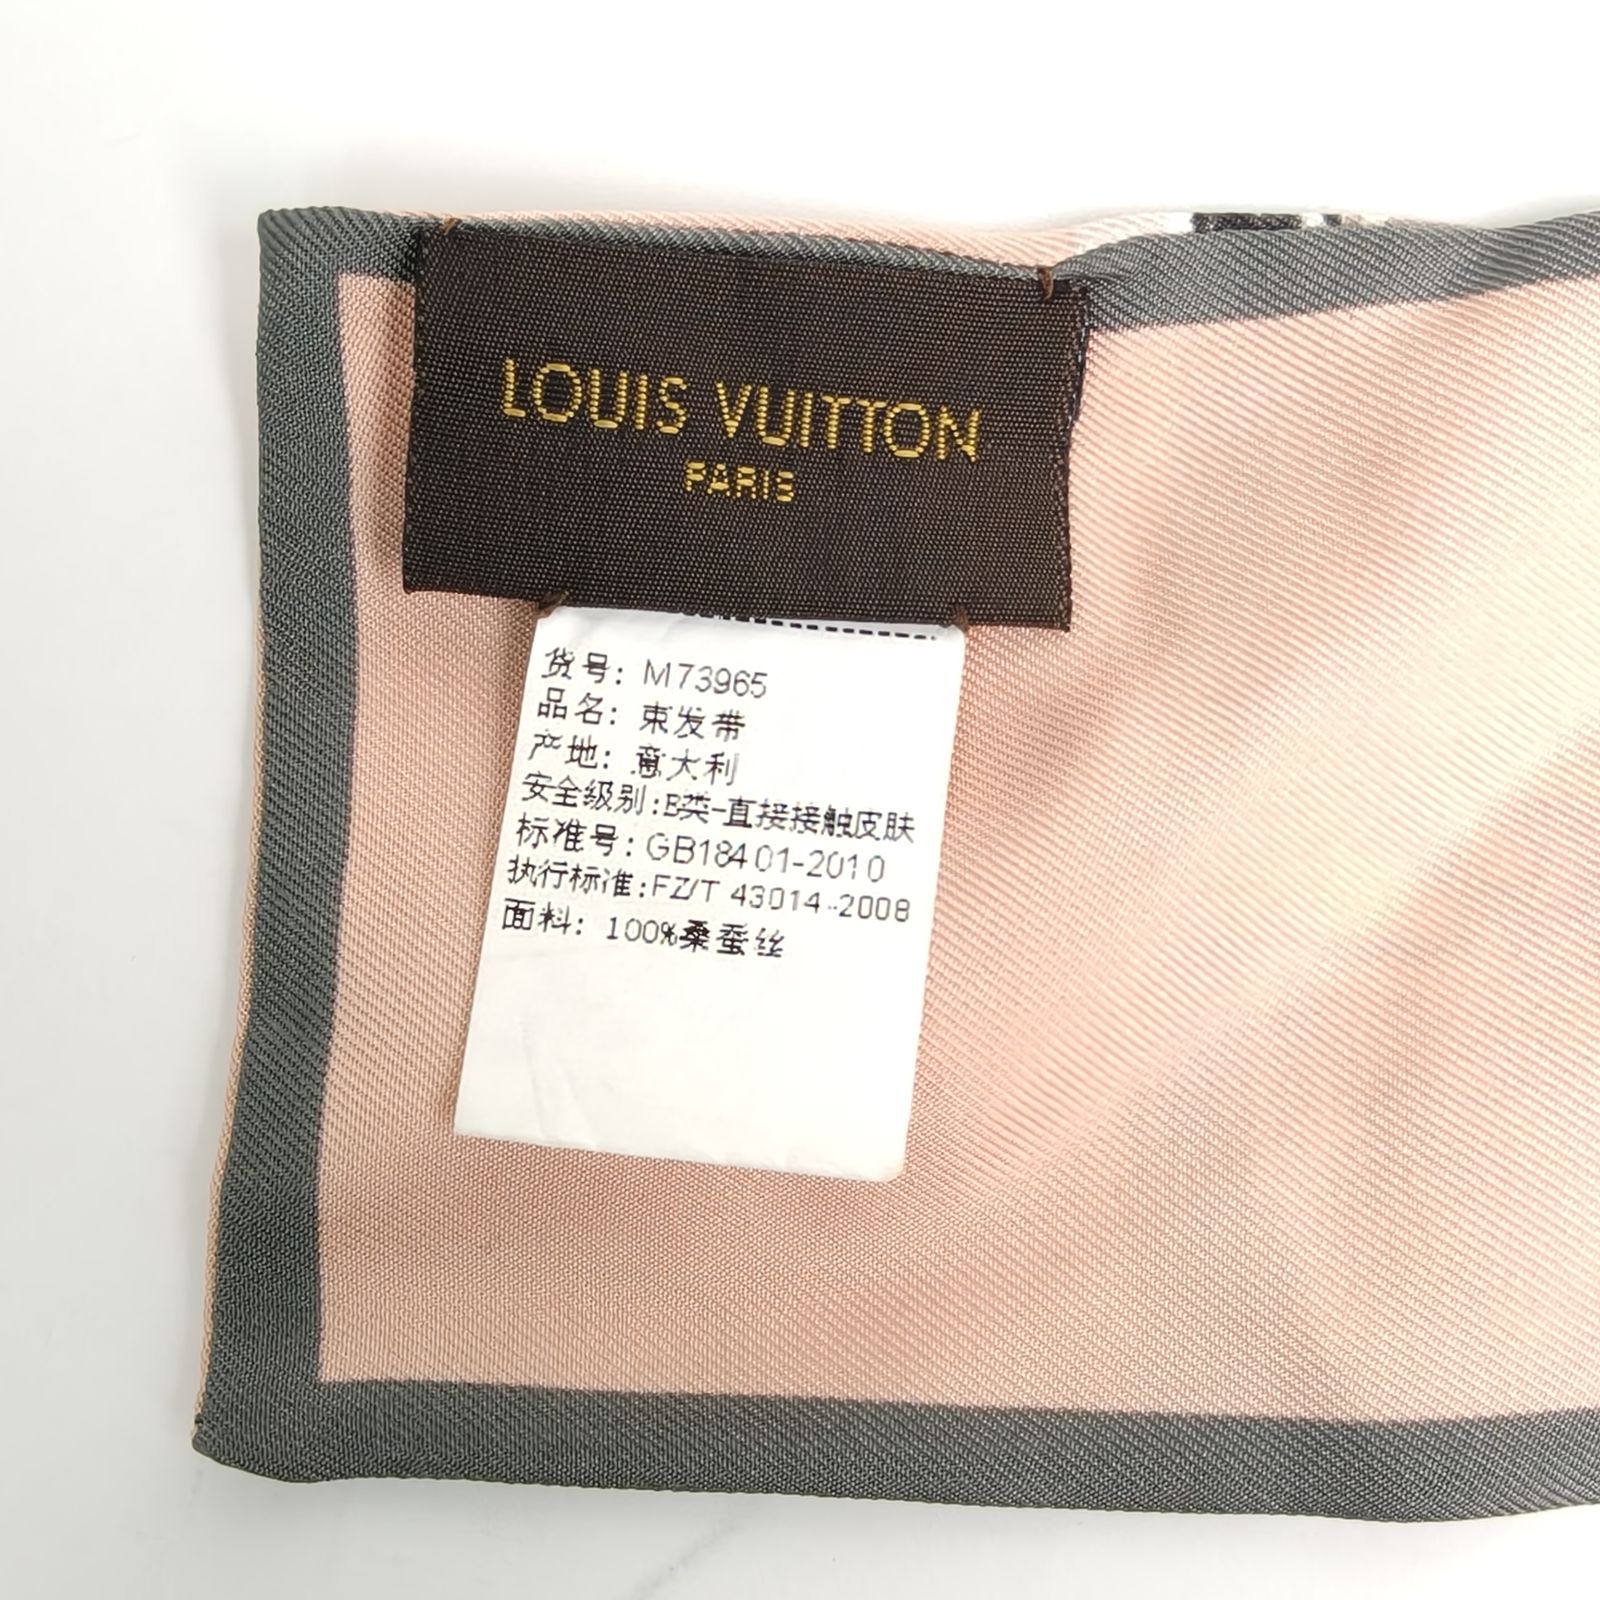 LOUIS VUITTON
PARIS
货号: M73965
品名: 束发带
产地: 意大利
安全级别:B类-直接接触皮肤
标准号: GB18401-2010
执行标准:FZ/T 43014-2008
面料: 100%桑蚕丝